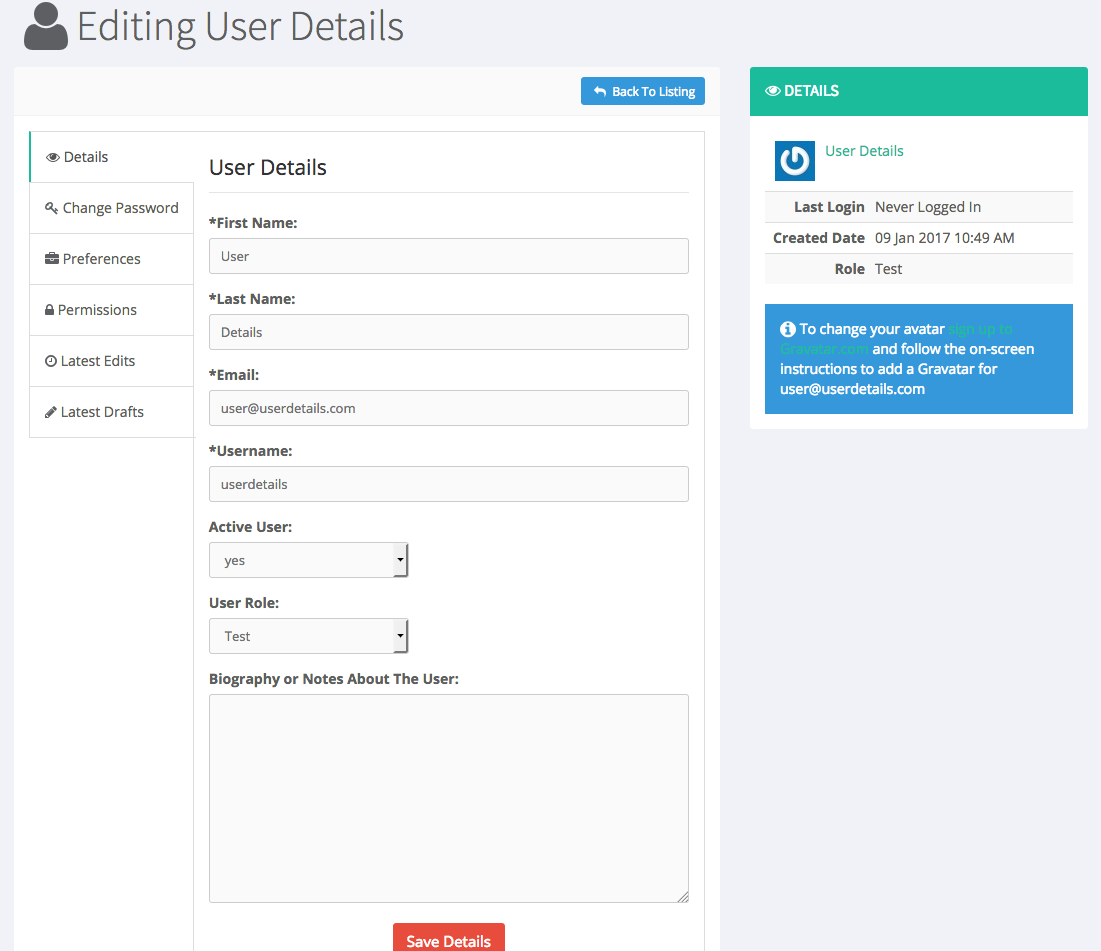 Editing User Details
Back To Listing
Details
Change Password
Preferences
Permissions
Latest Edits
Latest Drafts
User Details
*First Name:
User
*Last Name:
Details
*Email:
user@userdetails.com
*Username:
userdetails
Active User:
yes
User Role:
Test
Biography or Notes About The User:
Save Details
DETAILS
User Details
Last Login Never Logged In
Created Date 09 Jan 2017 10:49 AM
Role Test
To change your avatar sign up to
Gravatar.com and follow the on-screen
instructions to add a Gravatar for
user@userdetails.com